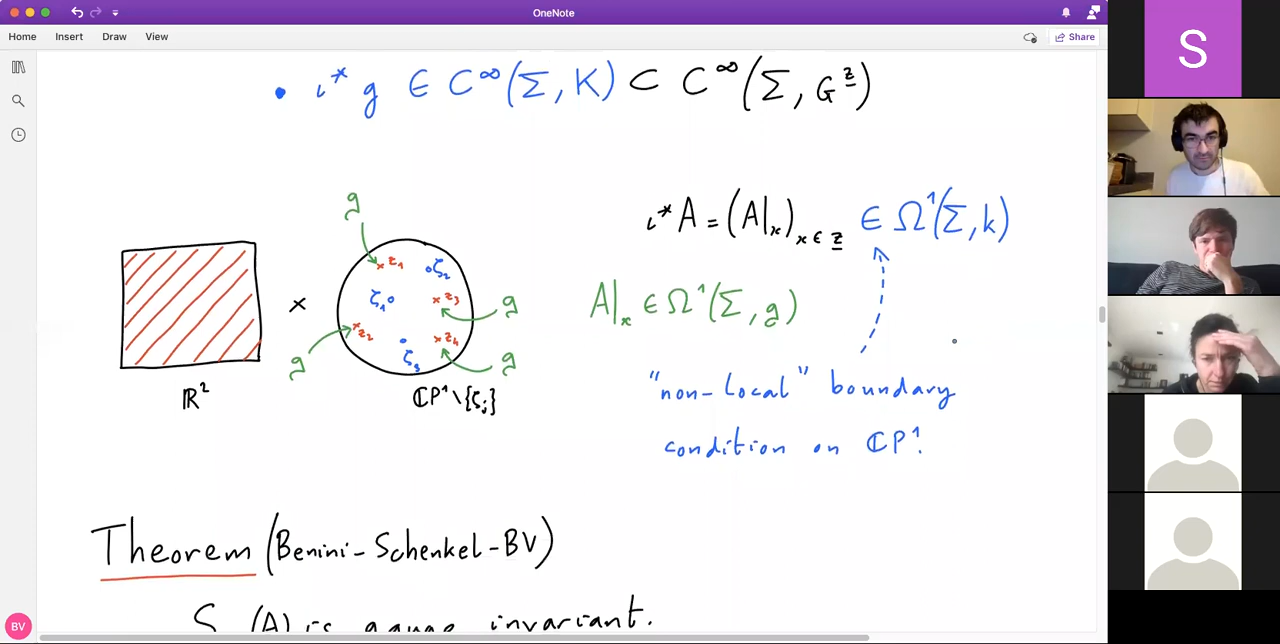 OneNote
Home Insert Draw View Share
• ι* g ∈ C^∞(Σ, K) ⊂ C^∞(Σ, G^z)
S
g
ι*A = (A|ₓ)_{x ∈ z} ∈ Ω¹(Σ, k)
× z₁ ζ₂
ζ₁ × z₃ g
× A|ₓ ∈ Ω¹(Σ, g)
× z₂ × z₄
g ζ₃ g
ℝ² ℂP¹\{ζⱼ}
"non-local" boundary
condition on ℂP¹!
Theorem (Benini-Schenkel-BV)
S (A) is gauge invariant.
BV